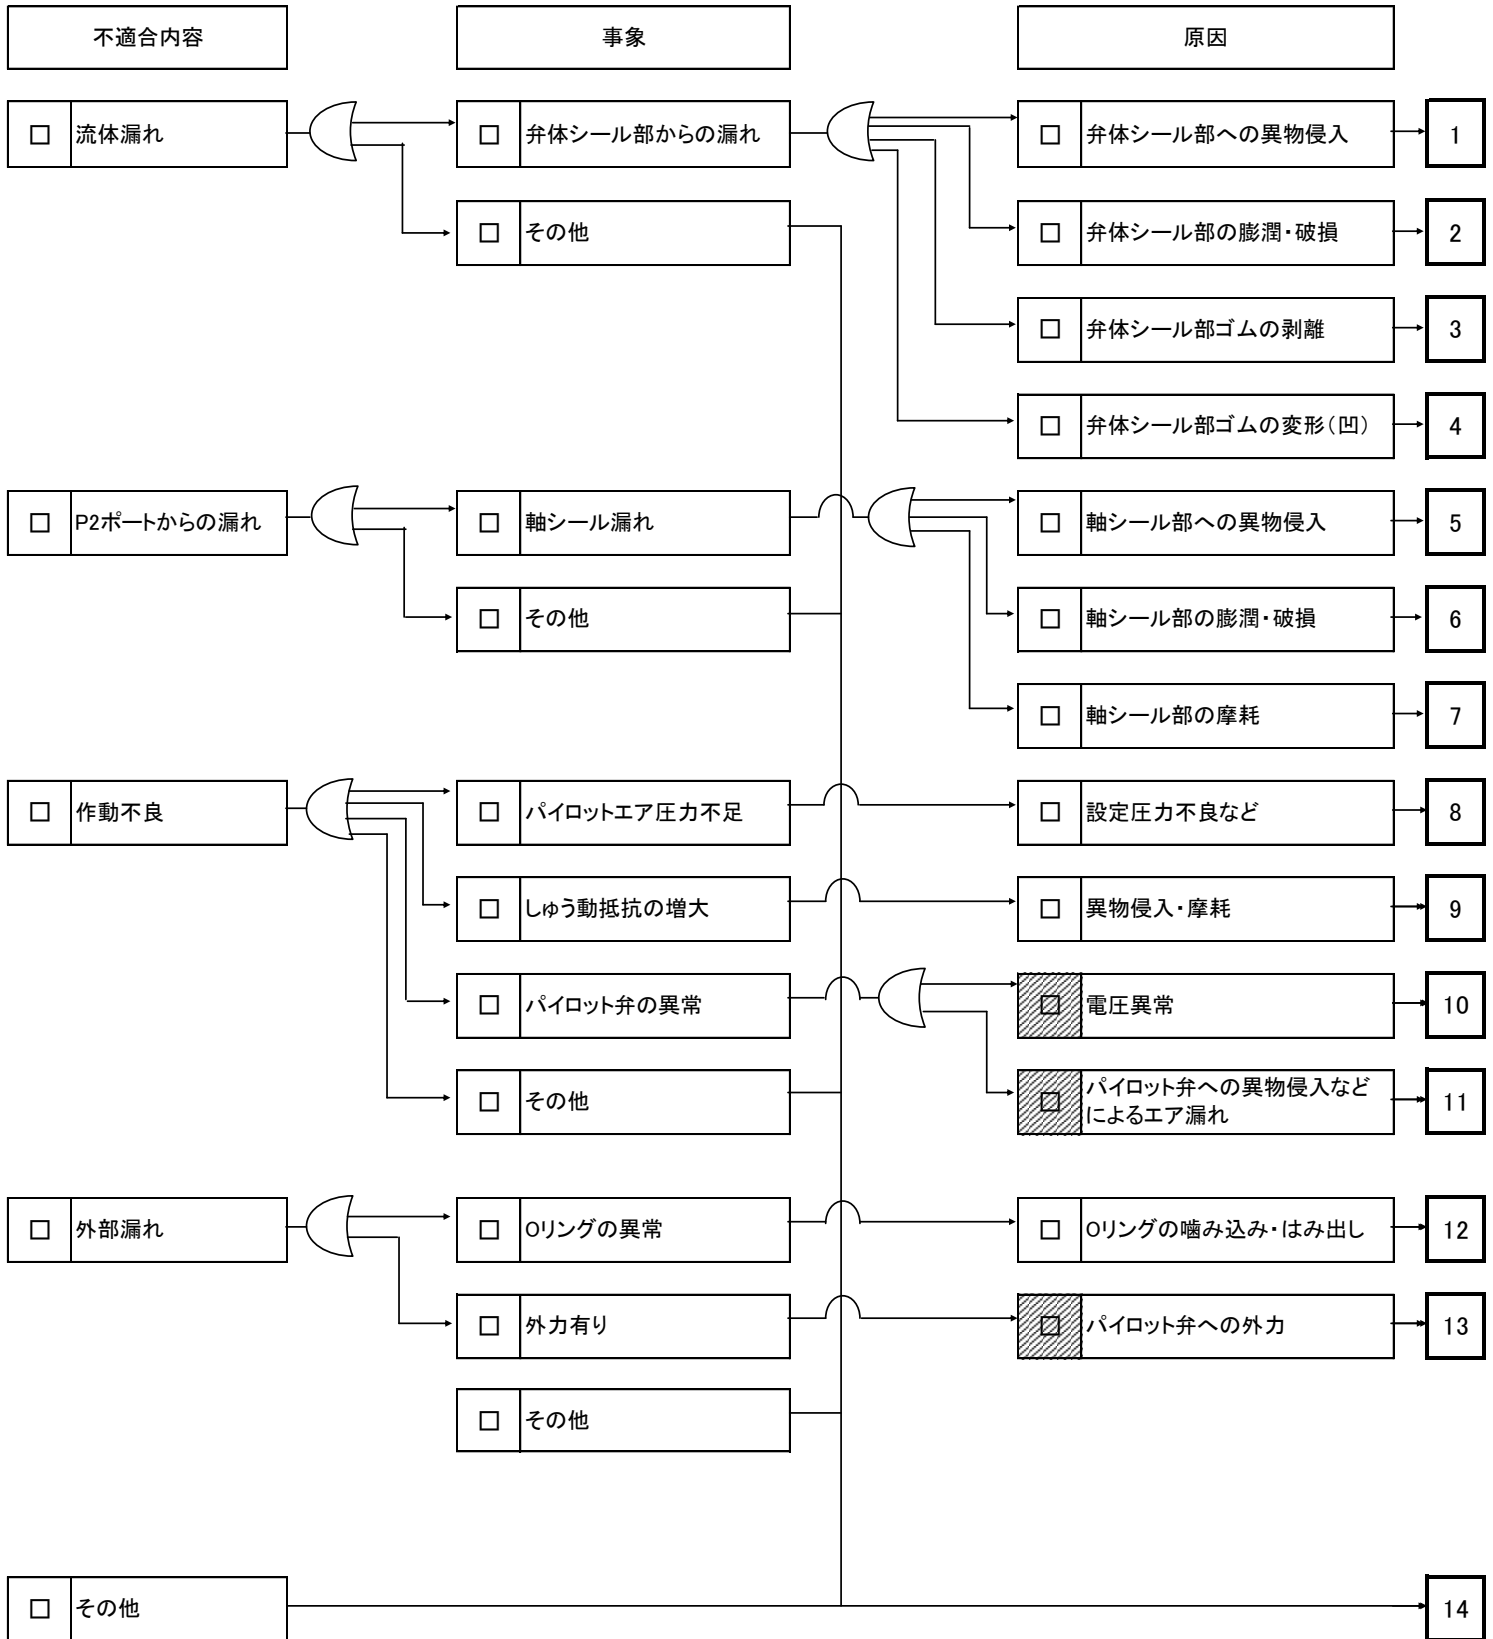 不適合内容
事象
原因
流体漏れ
弁体シール部からの漏れ
弁体シール部への異物侵入
1
その他
弁体シール部の膨潤・破損
2
弁体シール部ゴムの剥離
3
弁体シール部ゴムの変形(凹)
4
P2ポートからの漏れ
軸シール漏れ
軸シール部への異物侵入
5
その他
軸シール部の膨潤・破損
6
軸シール部の摩耗
7
作動不良
パイロットエア圧力不足
設定圧力不良など
8
しゅう動抵抗の増大
異物侵入・摩耗
9
パイロット弁の異常
電圧異常
10
その他
パイロット弁への異物侵入など
によるエア漏れ
11
外部漏れ
Oリングの異常
Oリングの噛み込み・はみ出し
12
外力有り
パイロット弁への外力
13
その他
その他
14